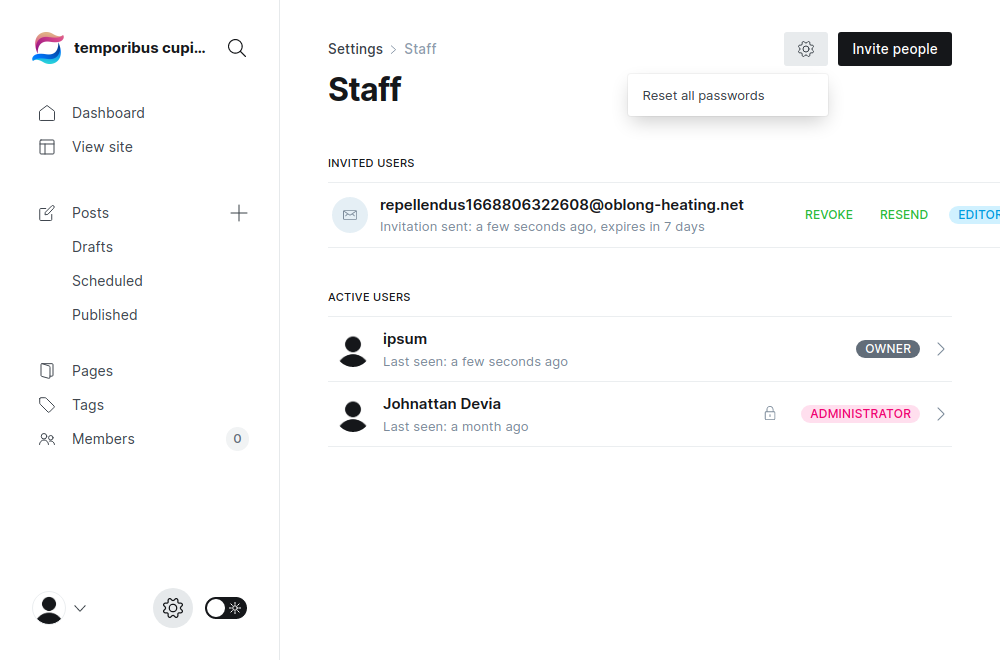 temporibus cupi...
Dashboard
View site
Posts
Drafts
Scheduled
Published
Pages
Tags
Members
0
Settings
Staff
Invite people
Staff
Reset all passwords
INVITED USERS
repellendus1668806322608@oblong-heating.net
Invitation sent: a few seconds ago, expires in 7 days
REVOKE
RESEND
EDITOR
ACTIVE USERS
ipsum
Last seen: a few seconds ago
OWNER
Johnattan Devia
Last seen: a month ago
ADMINISTRATOR